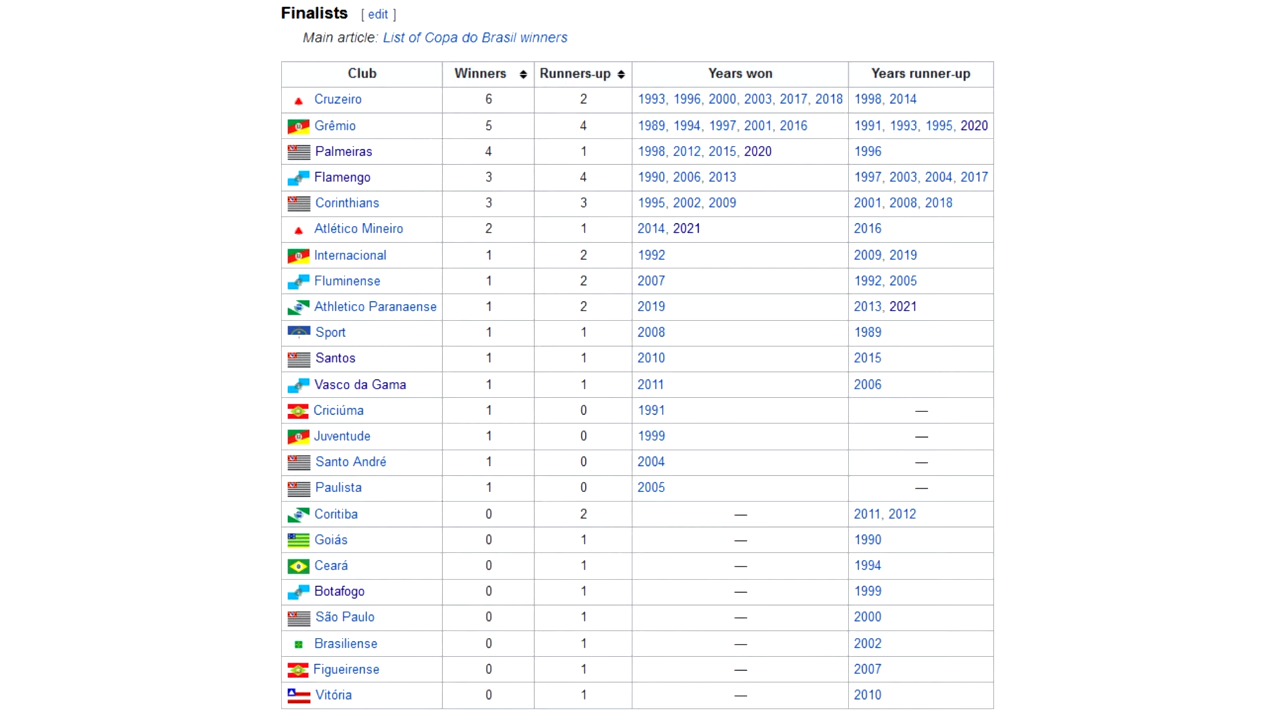 Finalists [ edit ]
Main article: List of Copa do Brasil winners
Club Winners Runners-up Years won Years runner-up
Cruzeiro 6 2 1993, 1996, 2000, 2003, 2017, 2018 1998, 2014
Grêmio 5 4 1989, 1994, 1997, 2001, 2016 1991, 1993, 1995, 2020
Palmeiras 4 1 1998, 2012, 2015, 2020 1996
Flamengo 3 4 1990, 2006, 2013 1997, 2003, 2004, 2017
Corinthians 3 3 1995, 2002, 2009 2001, 2008, 2018
Atlético Mineiro 2 1 2014, 2021 2016
Internacional 1 2 1992 2009, 2019
Fluminense 1 2 2007 1992, 2005
Athletico Paranaense 1 2 2019 2013, 2021
Sport 1 1 2008 1989
Santos 1 1 2010 2015
Vasco da Gama 1 1 2011 2006
Criciúma 1 0 1991 —
Juventude 1 0 1999 —
Santo André 1 0 2004 —
Paulista 1 0 2005 —
Coritiba 0 2 — 2011, 2012
Goiás 0 1 — 1990
Ceará 0 1 — 1994
Botafogo 0 1 — 1999
São Paulo 0 1 — 2000
Brasiliense 0 1 — 2002
Figueirense 0 1 — 2007
Vitória 0 1 — 2010